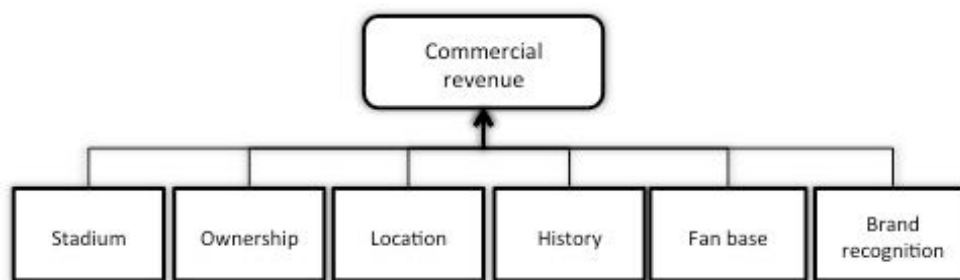 Commercial
revenue
Stadium
Ownership
Location
History
Fan base
Brand
recognition